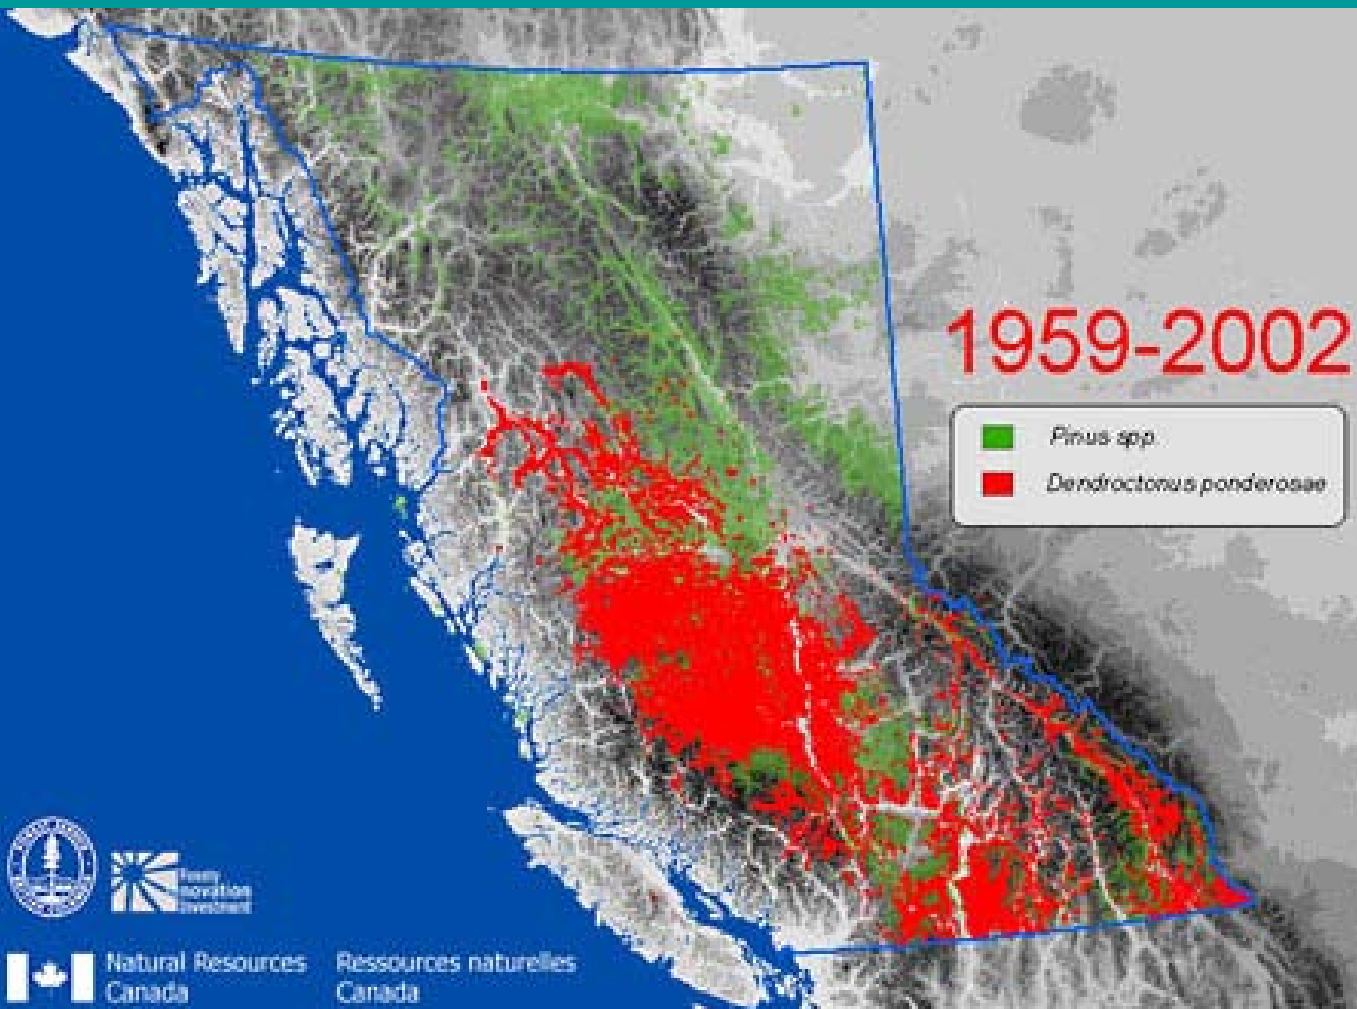 1959-2002
Pinus spp.
Dendroctonus ponderosae
Natural Resources
Canada
Ressources naturelles
Canada